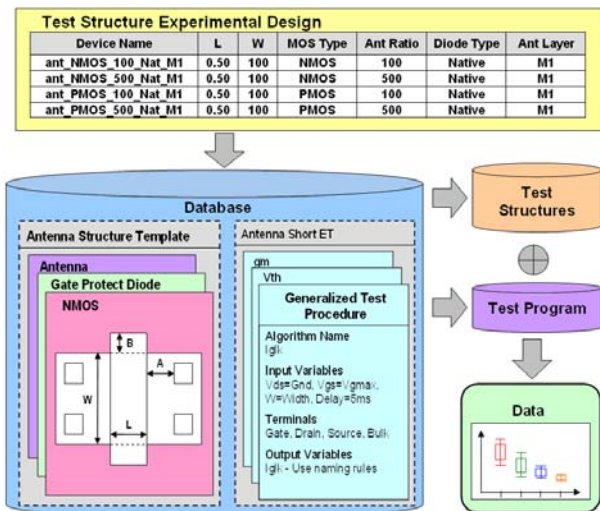 Test Structure Experimental Design
Device Name L W MOS Type Ant Ratio Diode Type Ant Layer
ant_NMOS_100_Nat_M1 0.50 100 NMOS 100 Native M1
ant_NMOS_500_Nat_M1 0.50 100 NMOS 500 Native M1
ant_PMOS_100_Nat_M1 0.50 100 PMOS 100 Native M1
ant_PMOS_500_Nat_M1 0.50 100 PMOS 500 Native M1
Database
Antenna Structure Template
Antenna
Gate Protect Diode
NMOS
B
A
W
L
Antenna Short ET
gm
Vth
Generalized Test
Procedure
Algorithm Name
Iglk
Input Variables
Vds=Gnd, Vgs=Vgmax,
W=Width, Delay=5ms
Terminals
Gate, Drain, Source, Bulk
Output Variables
Iglk - Use naming rules
Test
Structures
Test Program
Data